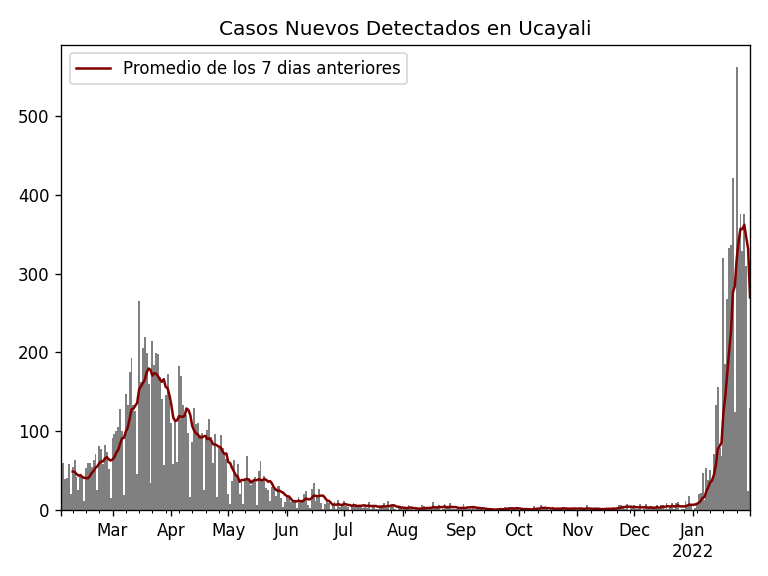 Casos Nuevos Detectados en Ucayali
Promedio de los 7 dias anteriores
500
400
300
200
100
0
Mar Apr May Jun Jul Aug Sep Oct Nov Dec Jan
2022